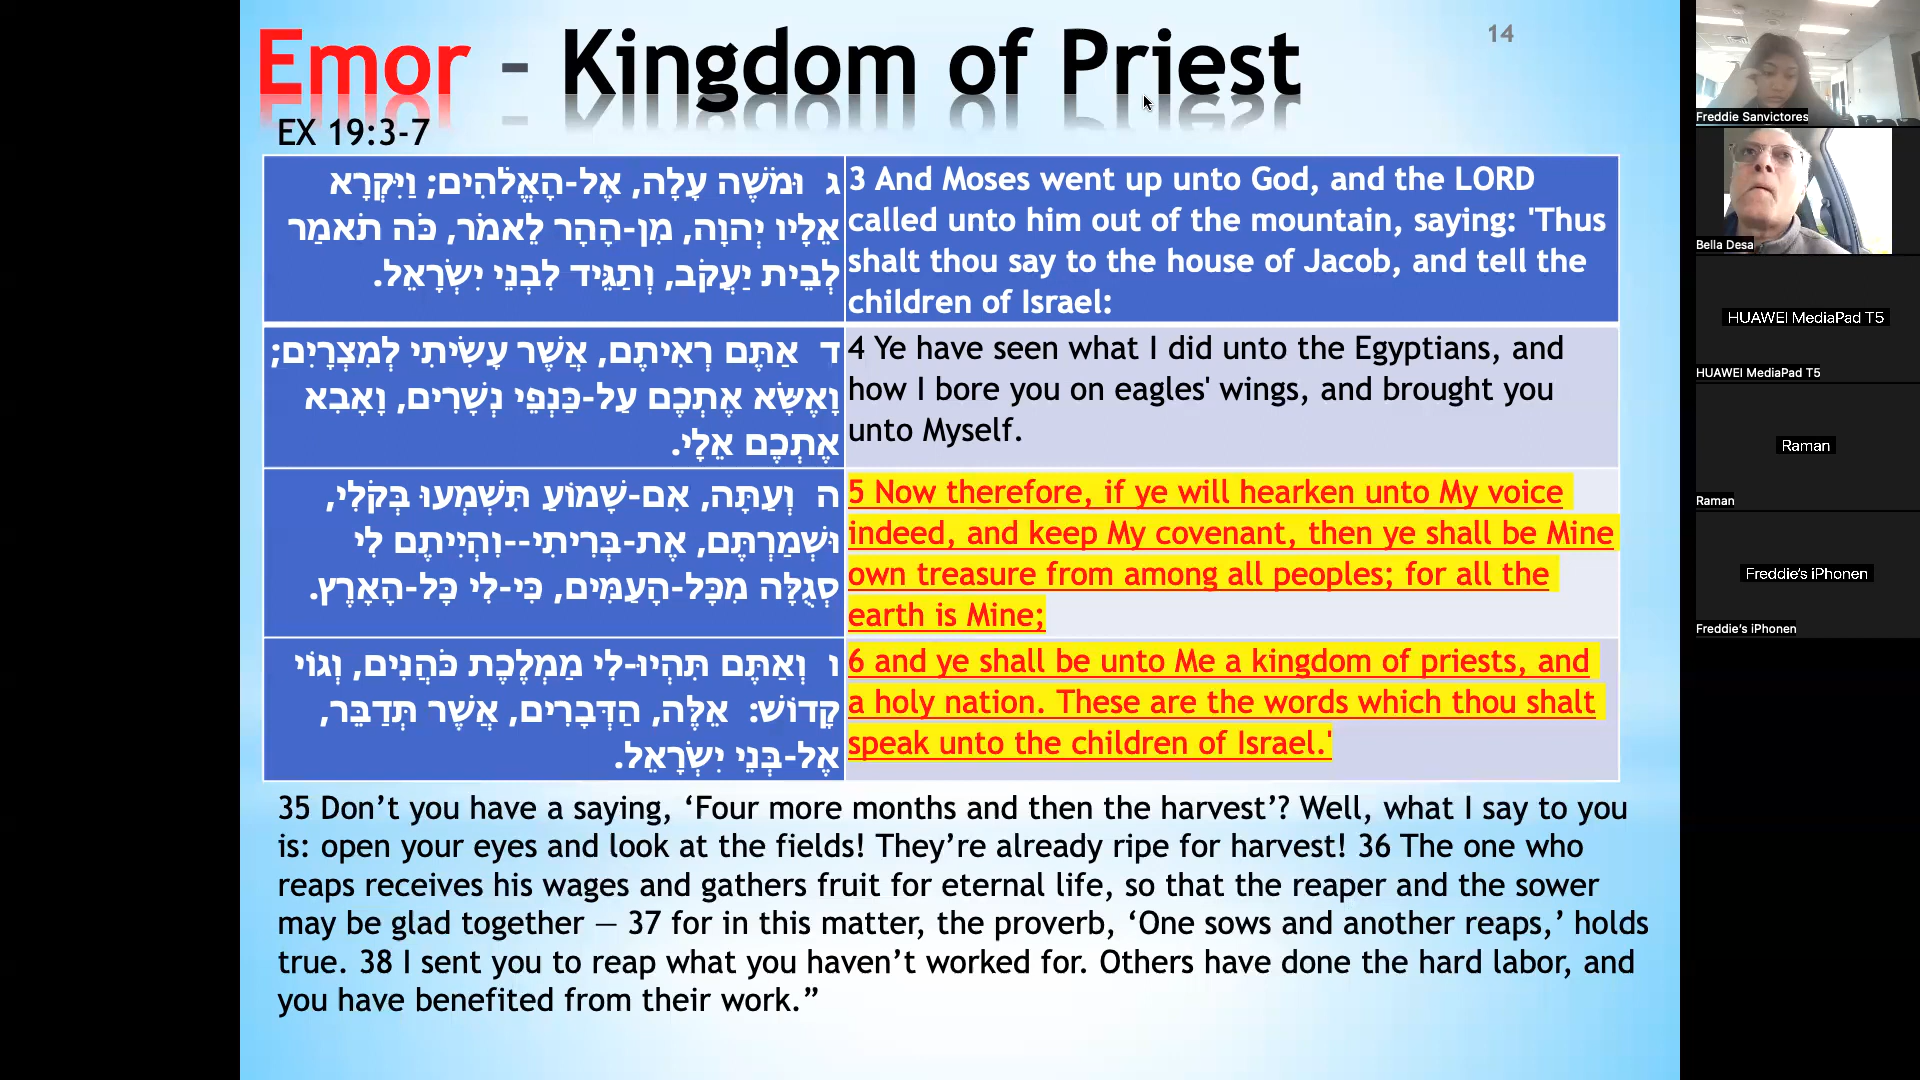 Emor - Kingdom of Priest
14
EX 19:3-7
ג וּמֹשֶׁה עָלָה, אֶל-הָאֱלֹהִים; וַיִּקְרָא
אֵלָיו יְהוָה, מִן-הָהָר לֵאמֹר, כֹּה תֹאמַר
לְבֵית יַעֲקֹב, וְתַגֵּיד לִבְנֵי יִשְׂרָאֵל.
3 And Moses went up unto God, and the LORD
called unto him out of the mountain, saying: 'Thus
shalt thou say to the house of Jacob, and tell the
children of Israel:
ד אַתֶּם רְאִיתֶם, אֲשֶׁר עָשִׂיתִי לְמִצְרָיִם;
וָאֶשָּׂא אֶתְכֶם עַל-כַּנְפֵי נְשָׁרִים, וָאָבִא
אֶתְכֶם אֵלָי.
4 Ye have seen what I did unto the Egyptians, and
how I bore you on eagles' wings, and brought you
unto Myself.
ה וְעַתָּה, אִם-שָׁמוֹעַ תִּשְׁמְעוּ בְּקֹלִי,
וּשְׁמַרְתֶּם, אֶת-בְּרִיתִי--וִהְיִיתֶם לִי
סְגֻלָּה מִכָּל-הָעַמִּים, כִּי-לִי כָּל-הָאָרֶץ.
5 Now therefore, if ye will hearken unto My voice
indeed, and keep My covenant, then ye shall be Mine
own treasure from among all peoples; for all the
earth is Mine;
ו וְאַתֶּם תִּהְיוּ-לִי מַמְלֶכֶת כֹּהֲנִים, וְגוֹי
קָדוֹשׁ: אֵלֶּה, הַדְּבָרִים, אֲשֶׁר תְּדַבֵּר,
אֶל-בְּנֵי יִשְׂרָאֵל.
6 and ye shall be unto Me a kingdom of priests, and
a holy nation. These are the words which thou shalt
speak unto the children of Israel.'
35 Don’t you have a saying, ‘Four more months and then the harvest’? Well, what I say to you
is: open your eyes and look at the fields! They’re already ripe for harvest! 36 The one who
reaps receives his wages and gathers fruit for eternal life, so that the reaper and the sower
may be glad together — 37 for in this matter, the proverb, ‘One sows and another reaps,’ holds
true. 38 I sent you to reap what you haven’t worked for. Others have done the hard labor, and
you have benefited from their work.”
Freddie Sanvictores
Bella Desa
HUAWEI MediaPad T5
HUAWEI MediaPad T5
Raman
Raman
Freddie’s iPhonen
Freddie’s iPhonen